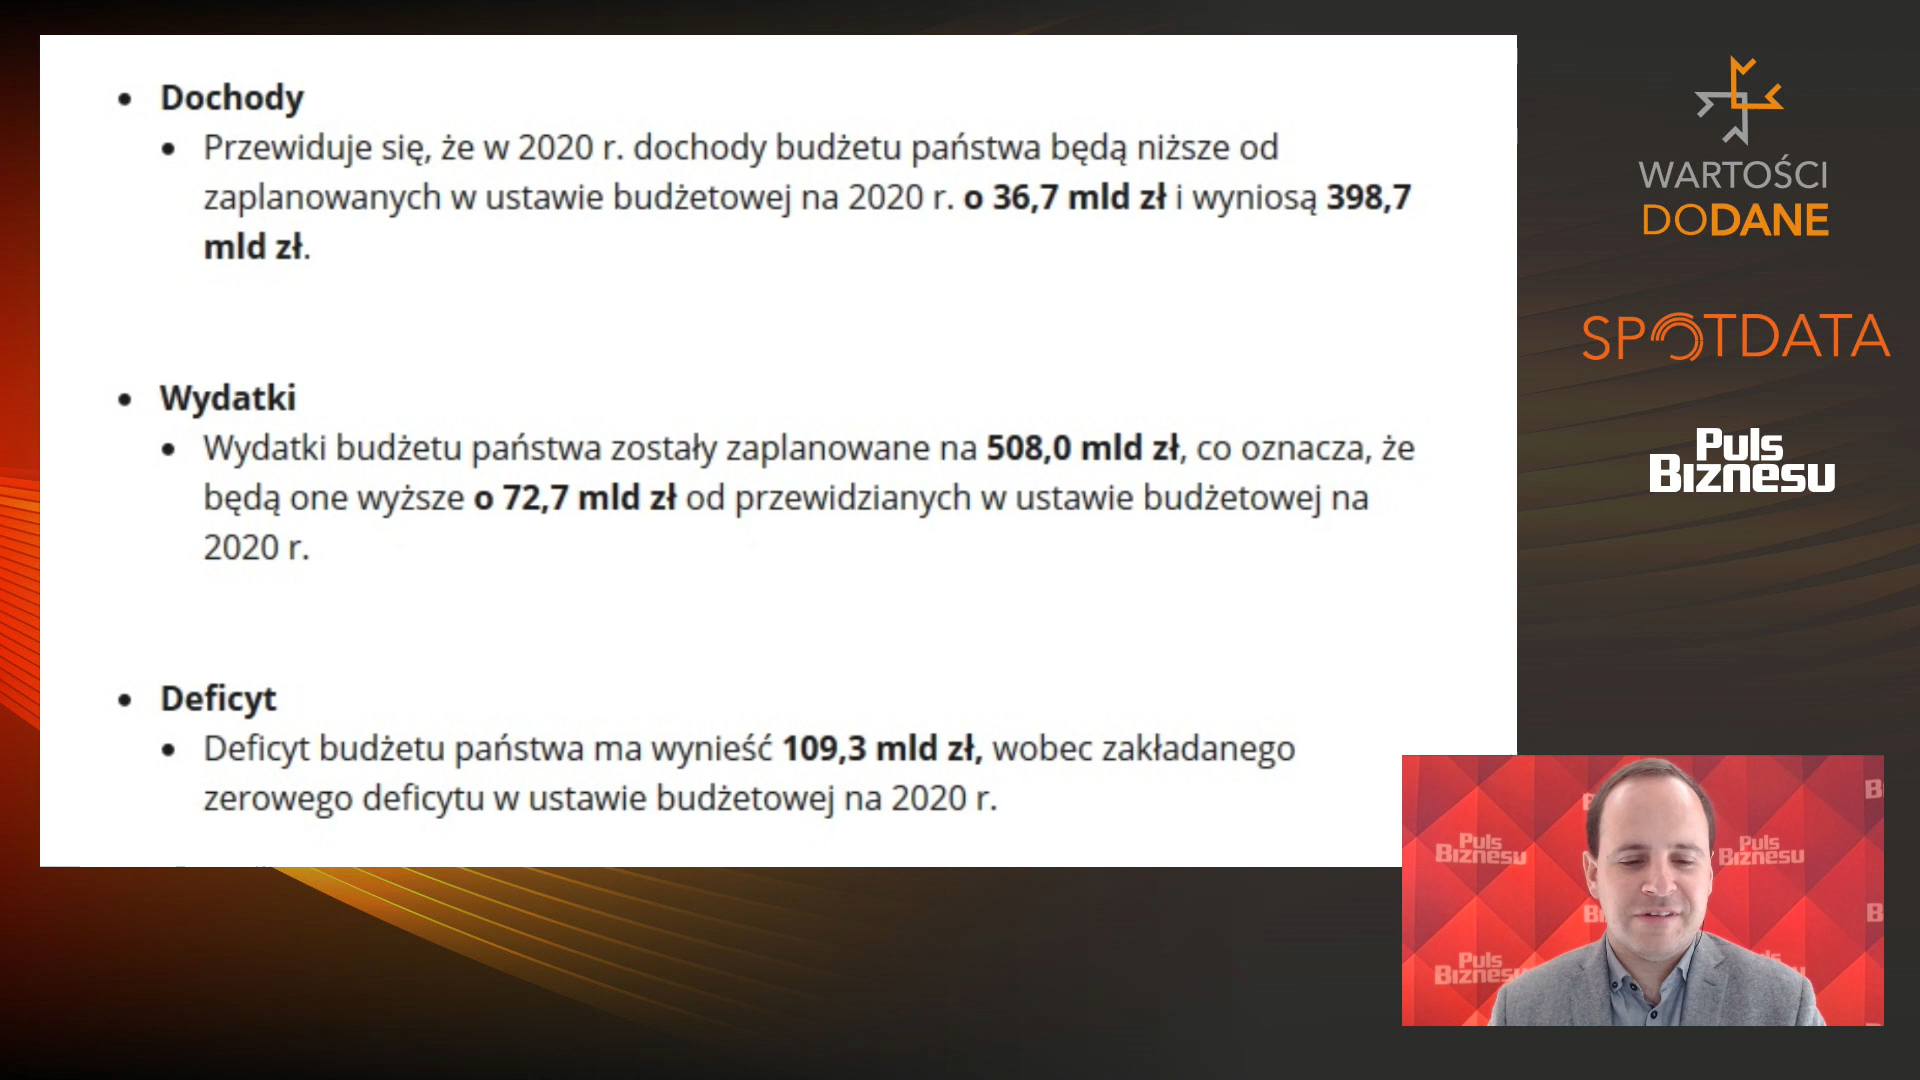 Dochody
Przewiduje się, że w 2020 r. dochody budżetu państwa będą niższe od
zaplanowanych w ustawie budżetowej na 2020 r. o 36,7 mld zł i wyniosą 398,7
mld zł.
Wydatki
Wydatki budżetu państwa zostały zaplanowane na 508,0 mld zł, co oznacza, że
będą one wyższe o 72,7 mld zł od przewidzianych w ustawie budżetowej na
2020 r.
Deficyt
Deficyt budżetu państwa ma wynieść 109,3 mld zł, wobec zakładanego
zerowego deficytu w ustawie budżetowej na 2020 r.
WARTOŚCI
DODANE
SPOTDATA
Puls
Biznesu
Puls
Biznesu
Puls
Biznesu
Puls
Biznesu